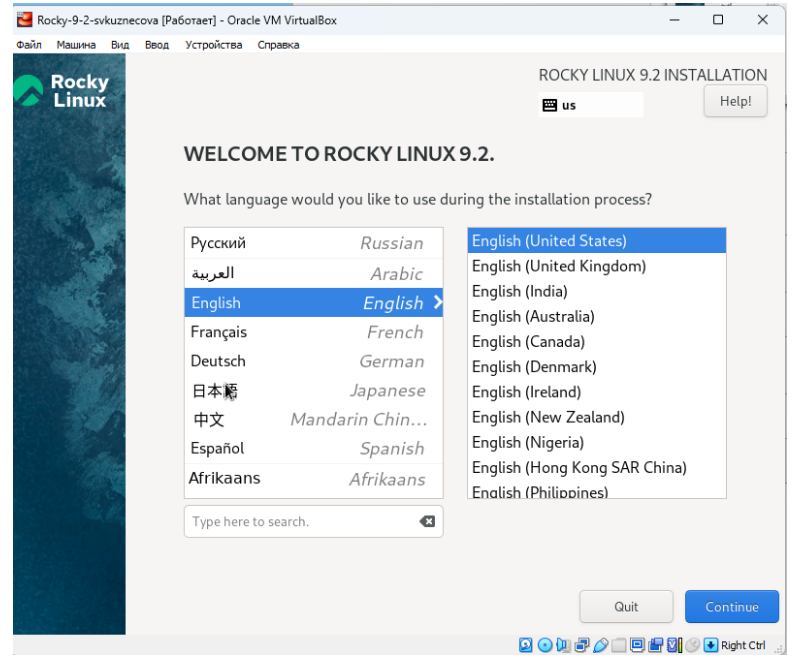 Rocky-9-2-svkuznecova [Работает] - Oracle VM VirtualBox
Файл Машина Вид Ввод Устройства Справка
Rocky
Linux
ROCKY LINUX 9.2 INSTALLATION
us
Help!
WELCOME TO ROCKY LINUX 9.2.
What language would you like to use during the installation process?
Русский Russian
العربية Arabic
English English
Français French
Deutsch German
日本語 Japanese
中文 Mandarin Chin...
Español Spanish
Afrikaans Afrikaans
Type here to search.
English (United States)
English (United Kingdom)
English (India)
English (Australia)
English (Canada)
English (Denmark)
English (Ireland)
English (New Zealand)
English (Nigeria)
English (Hong Kong SAR China)
English (Philippines)
Quit
Continue
Right Ctrl